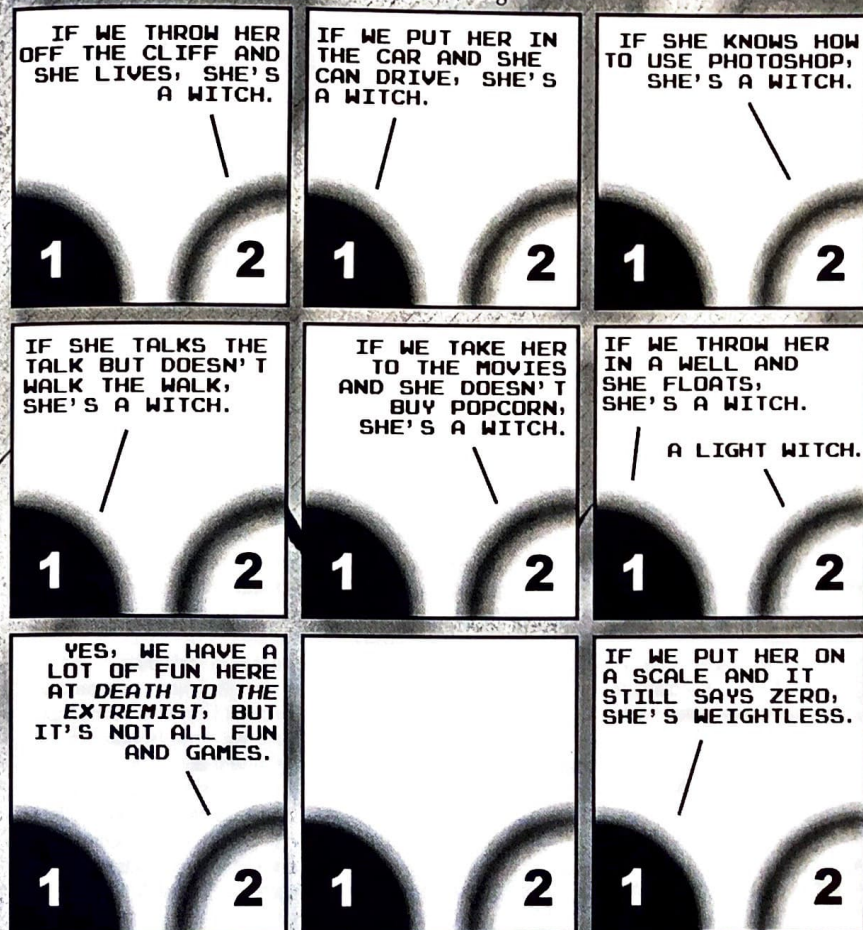 IF WE THROW HER
OFF THE CLIFF AND
SHE LIVES, SHE'S
A WITCH.
1
2
IF WE PUT HER IN
THE CAR AND SHE
CAN DRIVE, SHE'S
A WITCH.
1
2
IF SHE KNOWS HOW
TO USE PHOTOSHOP,
SHE'S A WITCH.
1
2
IF SHE TALKS THE
TALK BUT DOESN'T
WALK THE WALK,
SHE'S A WITCH.
1
2
IF WE TAKE HER
TO THE MOVIES
AND SHE DOESN'T
BUY POPCORN,
SHE'S A WITCH.
1
2
IF WE THROW HER
IN A WELL AND
SHE FLOATS,
SHE'S A WITCH.
A LIGHT WITCH.
1
2
YES, WE HAVE A
LOT OF FUN HERE
AT DEATH TO THE
EXTREMIST, BUT
IT'S NOT ALL FUN
AND GAMES.
1
2
1
2
IF WE PUT HER ON
A SCALE AND IT
STILL SAYS ZERO,
SHE'S WEIGHTLESS.
1
2